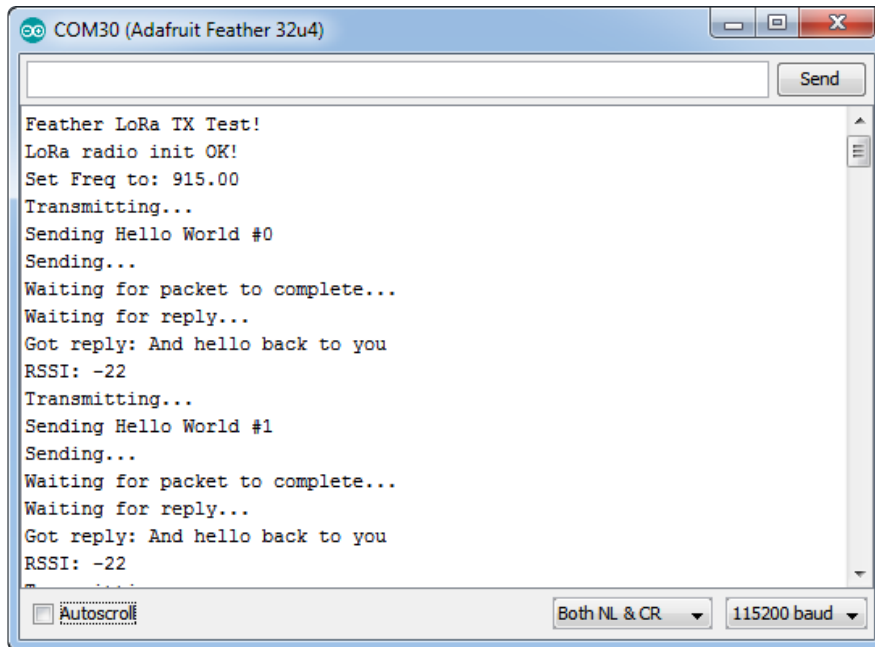 COM30 (Adafruit Feather 32u4)
Send
Feather LoRa TX Test!
LoRa radio init OK!
Set Freq to: 915.00
Transmitting...
Sending Hello World #0
Sending...
Waiting for packet to complete...
Waiting for reply...
Got reply: And hello back to you
RSSI: -22
Transmitting...
Sending Hello World #1
Sending...
Waiting for packet to complete...
Waiting for reply...
Got reply: And hello back to you
RSSI: -22
Autoscroll Both NL & CR 115200 baud